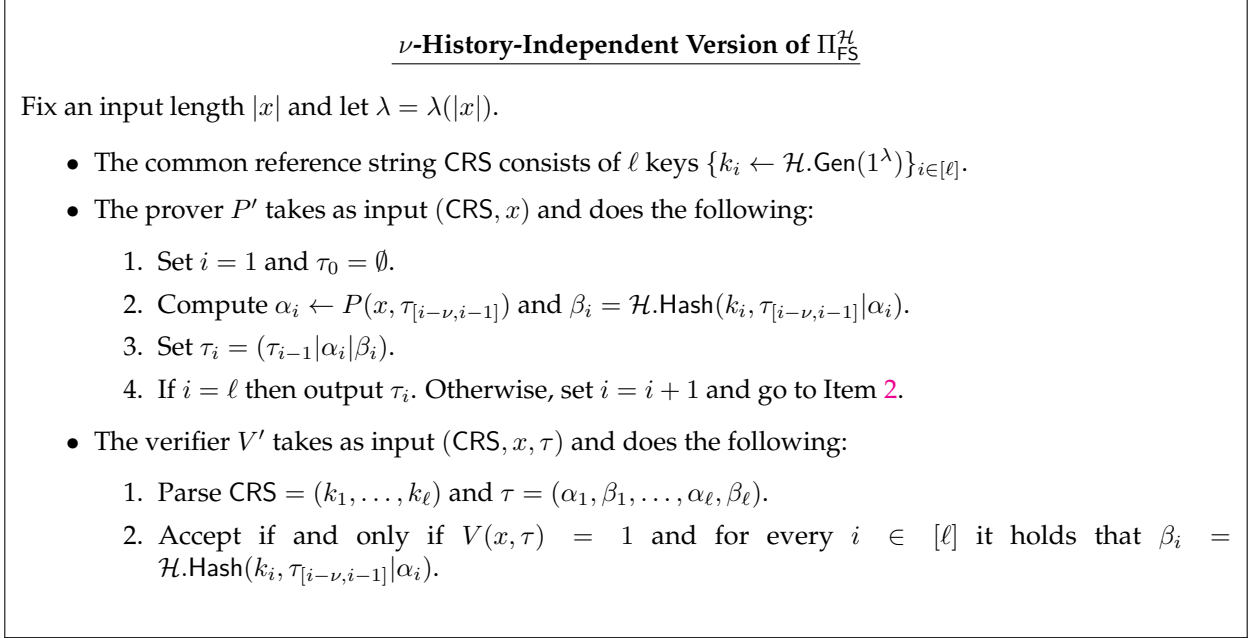 ν-History-Independent Version of Π^ℋ_FS
Fix an input length |x| and let λ = λ(|x|).
• The common reference string CRS consists of ℓ keys {k_i ← ℋ.Gen(1^λ)}_{i∈[ℓ]}.
• The prover P′ takes as input (CRS, x) and does the following:
1. Set i = 1 and τ_0 = ∅.
2. Compute α_i ← P(x, τ_{[i−ν,i−1]}) and β_i = ℋ.Hash(k_i, τ_{[i−ν,i−1]}|α_i).
3. Set τ_i = (τ_{i−1}|α_i|β_i).
4. If i = ℓ then output τ_i. Otherwise, set i = i + 1 and go to Item 2.
• The verifier V′ takes as input (CRS, x, τ) and does the following:
1. Parse CRS = (k_1, . . . , k_ℓ) and τ = (α_1, β_1, . . . , α_ℓ, β_ℓ).
2. Accept if and only if V(x, τ) = 1 and for every i ∈ [ℓ] it holds that β_i =
ℋ.Hash(k_i, τ_{[i−ν,i−1]}|α_i).